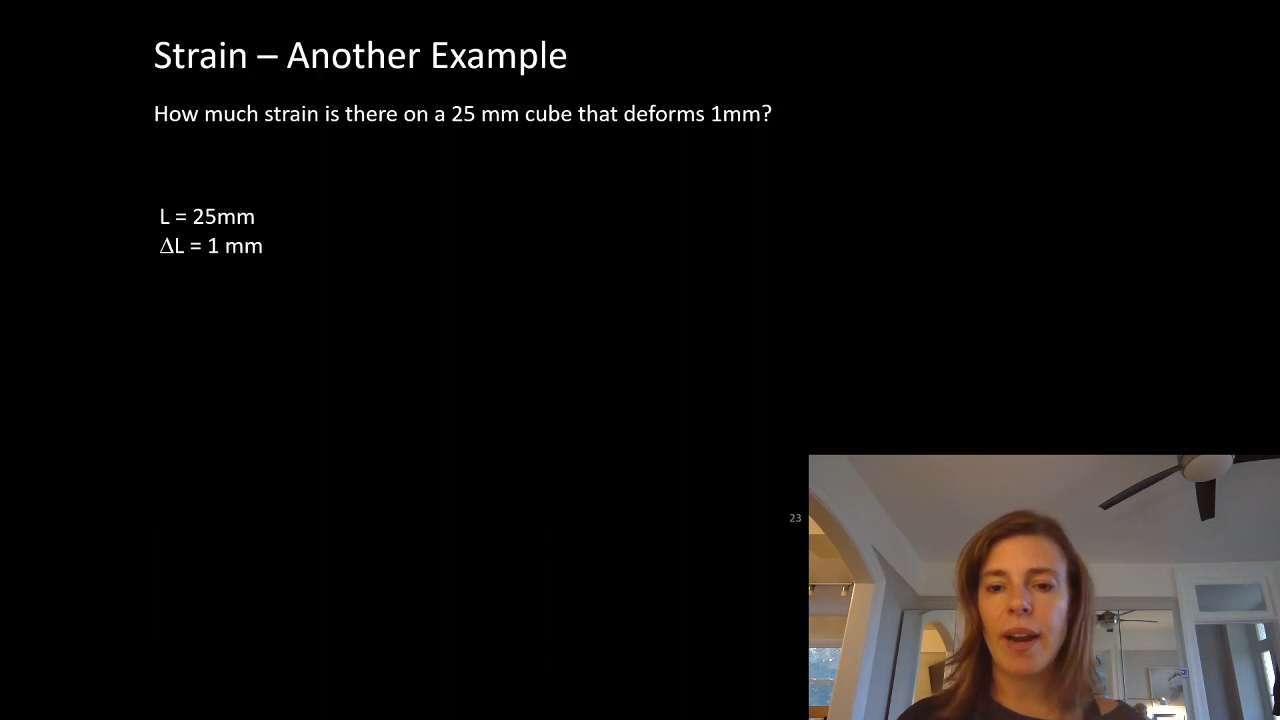 Strain – Another Example
How much strain is there on a 25 mm cube that deforms 1mm?
L = 25mm
ΔL = 1 mm
23